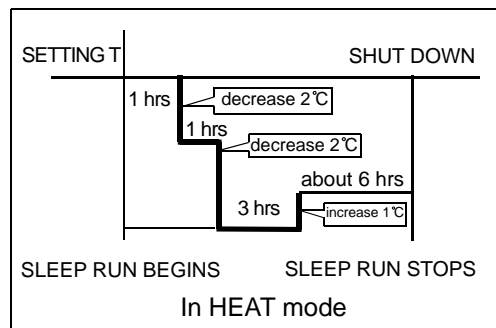 SETTING T
SHUT DOWN
1 hrs
decrease 2℃
1 hrs
decrease 2℃
about 6 hrs
3 hrs
increase 1℃
SLEEP RUN BEGINS
SLEEP RUN STOPS
In HEAT mode